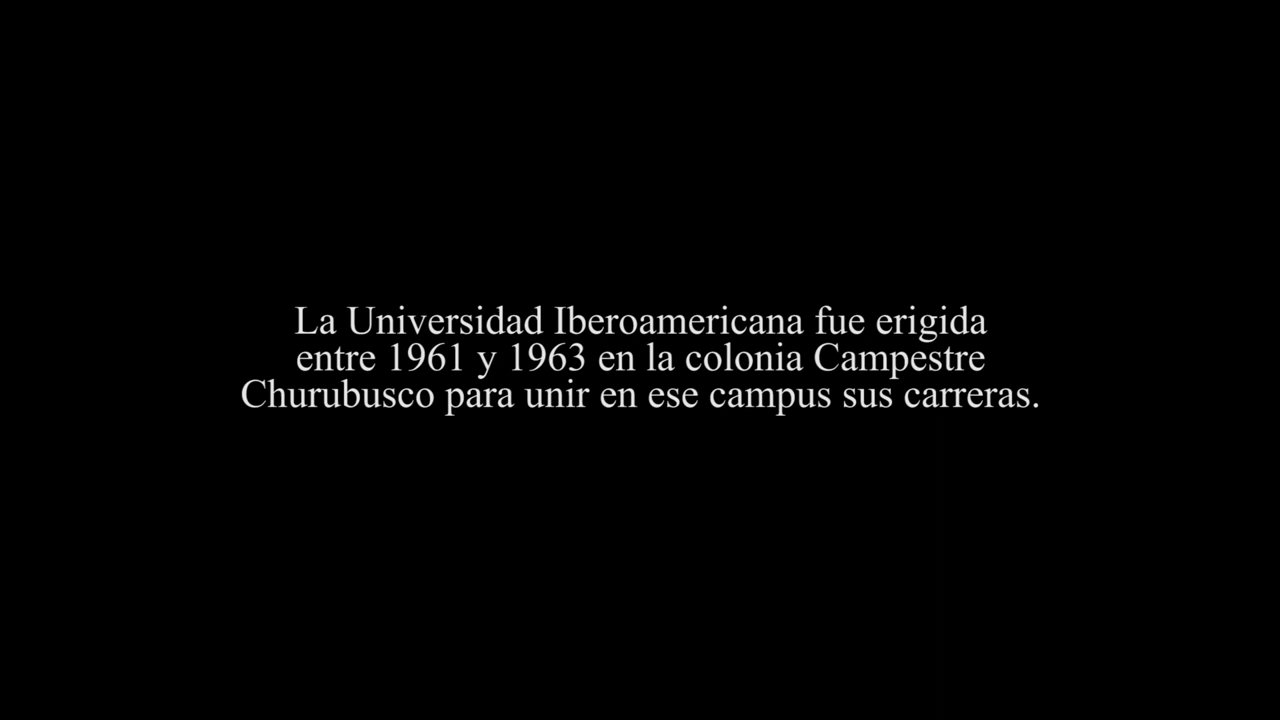 La Universidad Iberoamericana fue erigida
entre 1961 y 1963 en la colonia Campestre
Churubusco para unir en ese campus sus carreras.